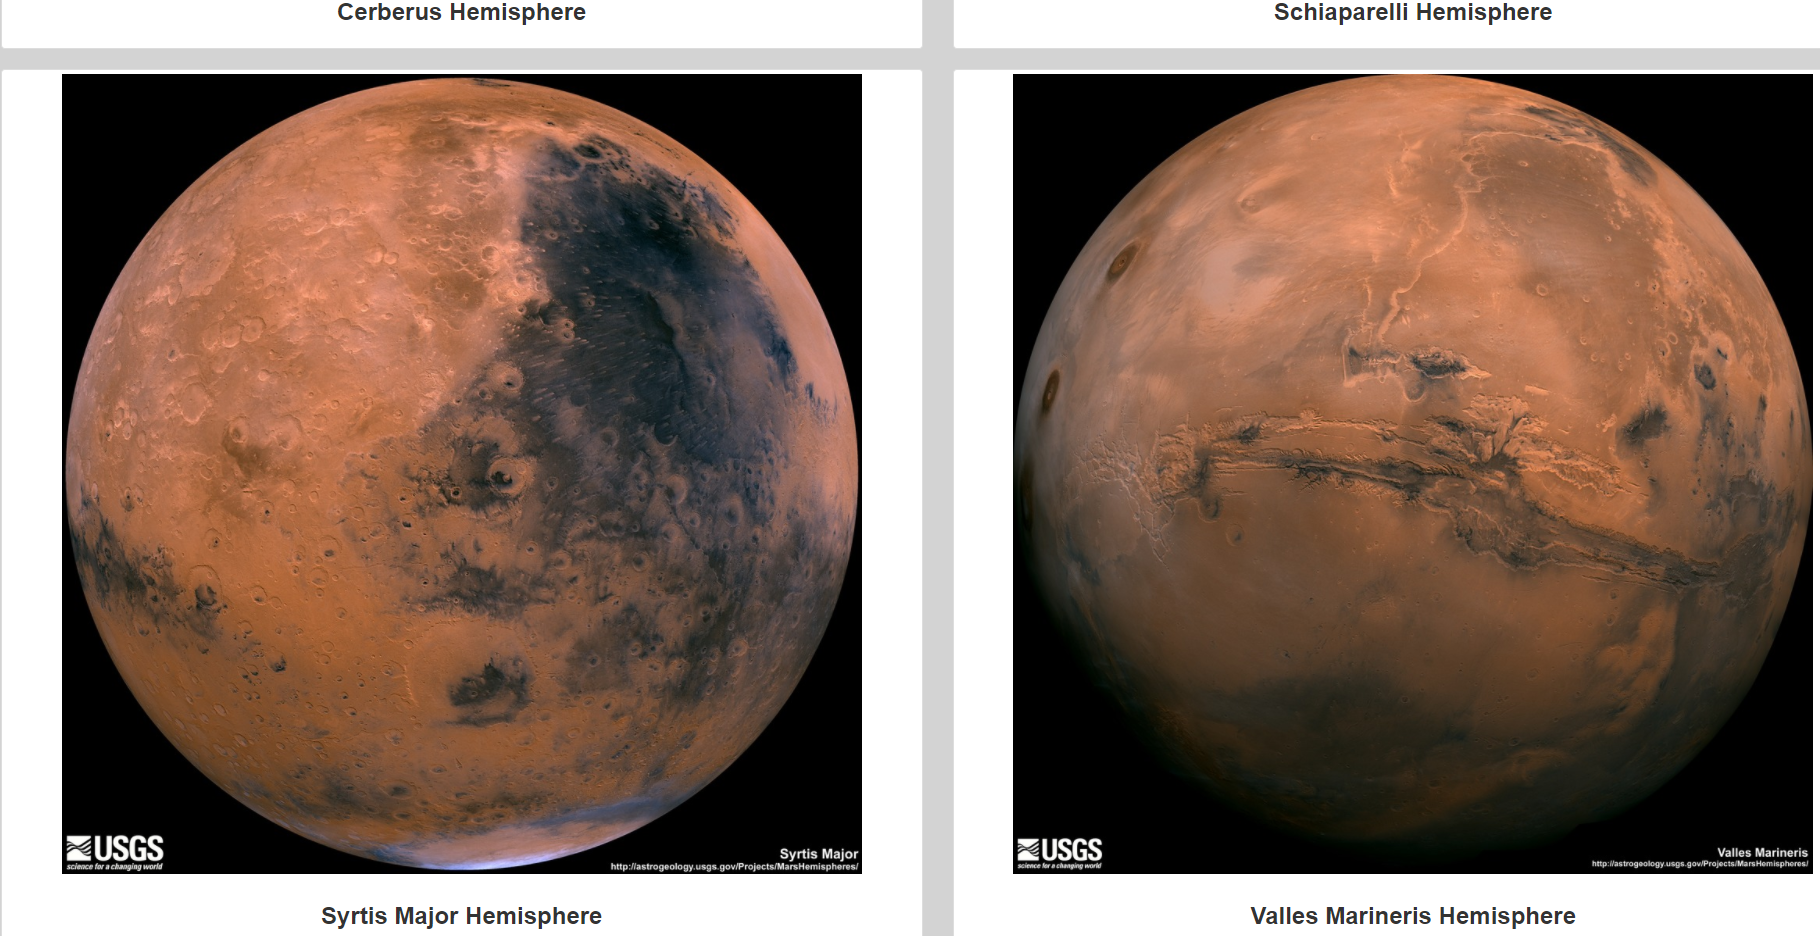 Cerberus Hemisphere
Schiaparelli Hemisphere
USGS
science for a changing world
Syrtis Major
http://astrogeology.usgs.gov/Projects/MarsHemispheres/
USGS
science for a changing world
Valles Marineris
http://astrogeology.usgs.gov/Projects/MarsHemispheres/
Syrtis Major Hemisphere
Valles Marineris Hemisphere